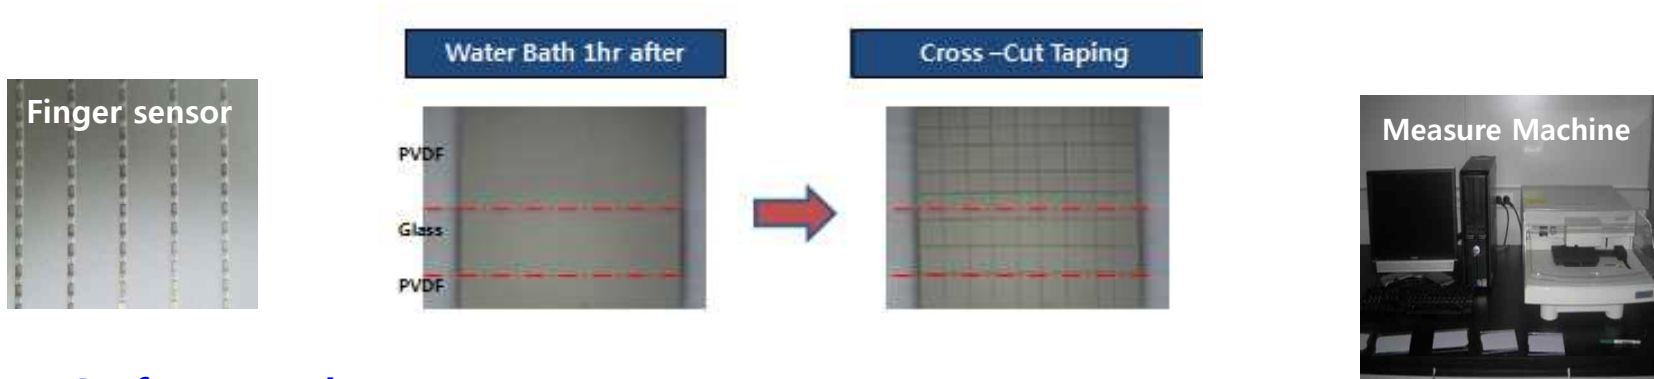 Water Bath 1hr after
Cross –Cut Taping
Finger sensor
Measure Machine
PVDF
Glass
PVDF